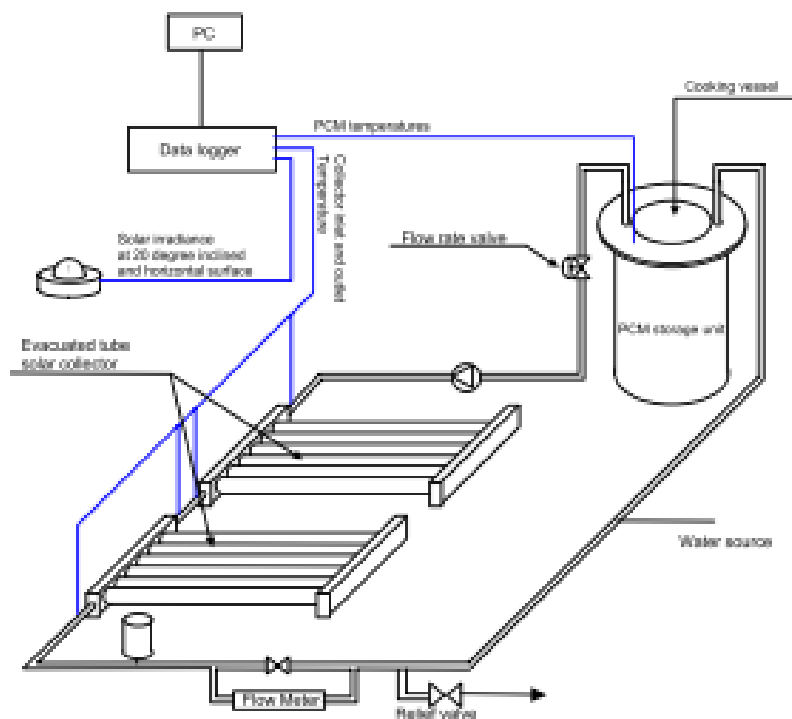 PC
Cooking vessel
PCM temperatures
Data logger
Collector inlet and outlet
Temperature
Solar irradiance
at 20 degree inclined
and horizontal surface
Flow rate valve
PCM storage unit
Evacuated tube
solar collector
Water source
Flow Meter
Relief valve